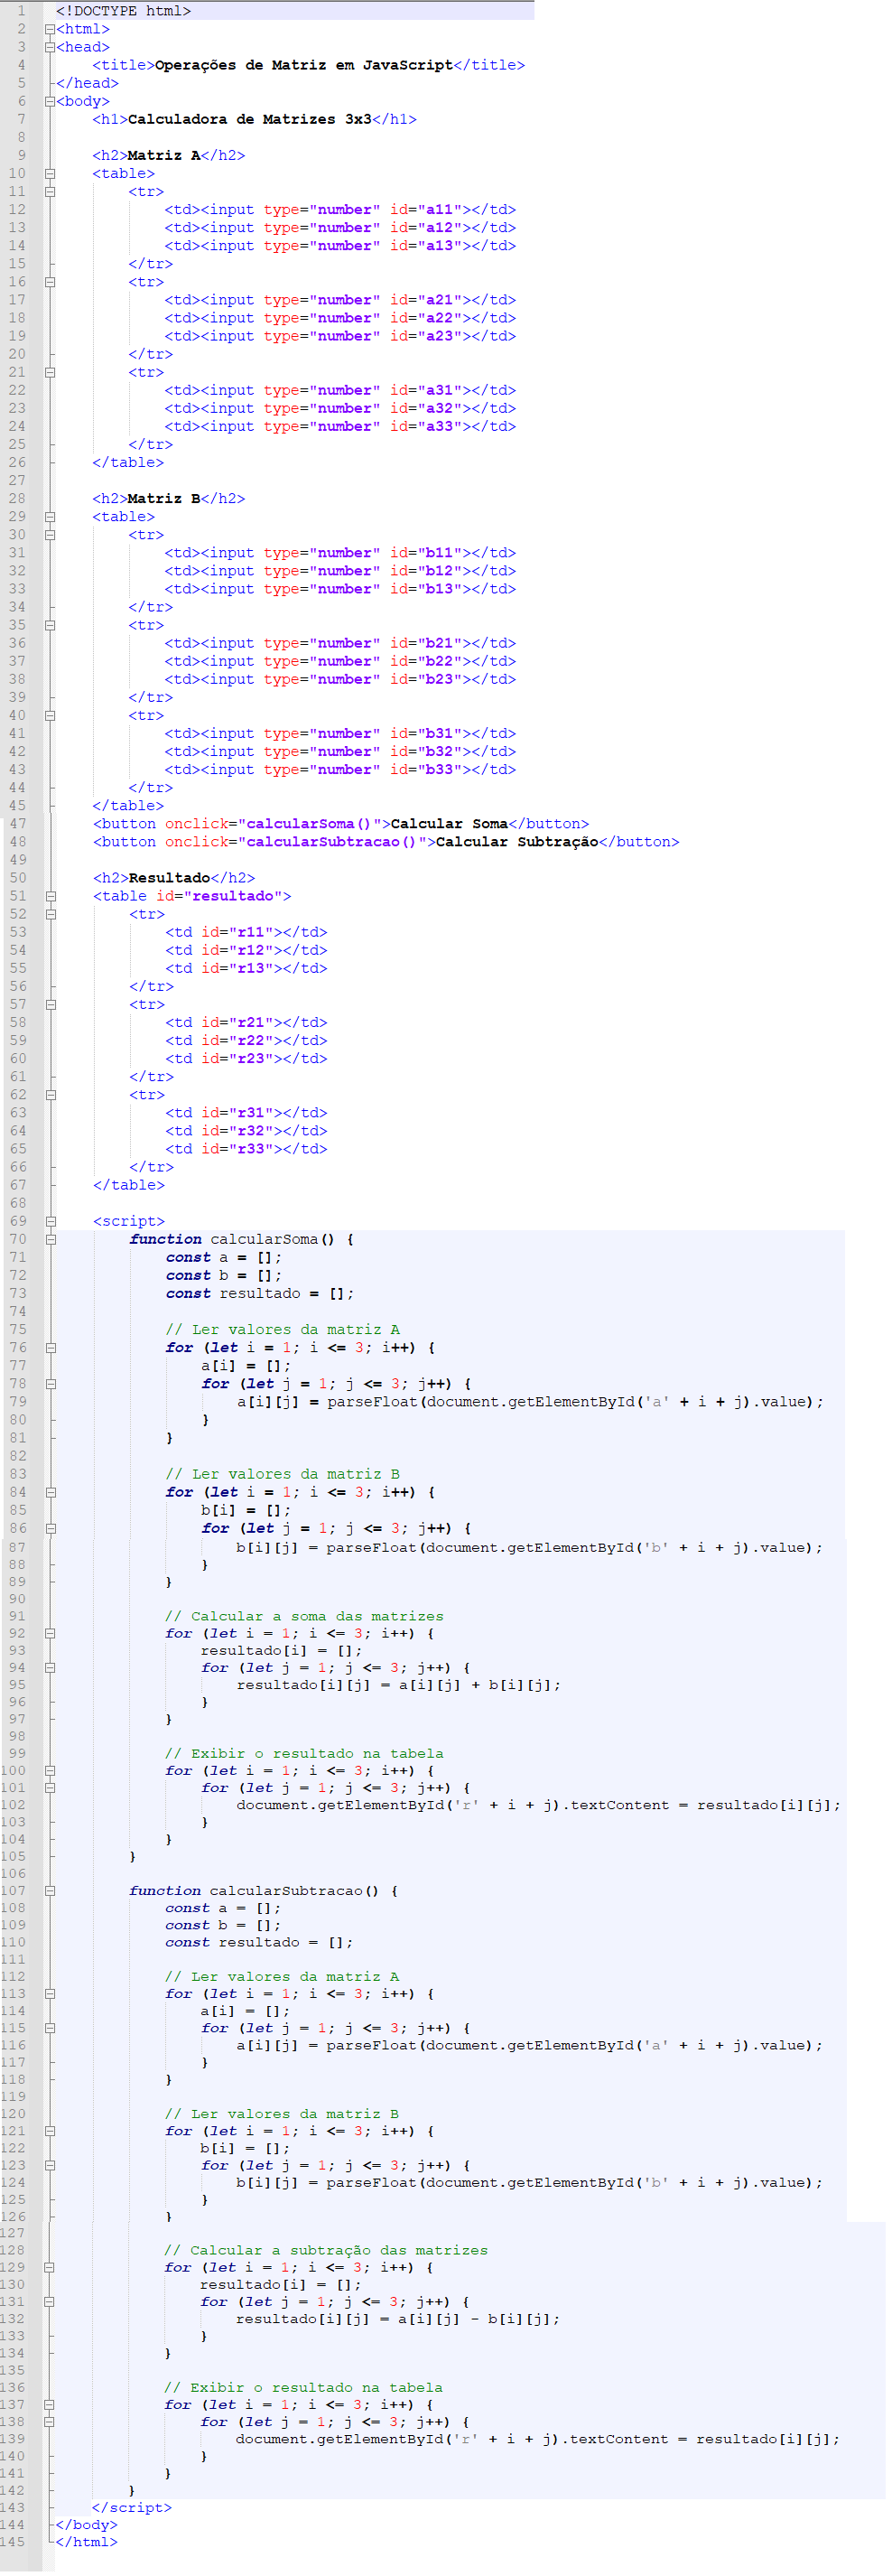 1 <!DOCTYPE html>
2 <html>
3 <head>
4 <title>Operações de Matriz em JavaScript</title>
5 </head>
6 <body>
7 <h1>Calculadora de Matrizes 3x3</h1>
8
9 <h2>Matriz A</h2>
10 <table>
11 <tr>
12 <td><input type="number" id="a11"></td>
13 <td><input type="number" id="a12"></td>
14 <td><input type="number" id="a13"></td>
15 </tr>
16 <tr>
17 <td><input type="number" id="a21"></td>
18 <td><input type="number" id="a22"></td>
19 <td><input type="number" id="a23"></td>
20 </tr>
21 <tr>
22 <td><input type="number" id="a31"></td>
23 <td><input type="number" id="a32"></td>
24 <td><input type="number" id="a33"></td>
25 </tr>
26 </table>
27
28 <h2>Matriz B</h2>
29 <table>
30 <tr>
31 <td><input type="number" id="b11"></td>
32 <td><input type="number" id="b12"></td>
33 <td><input type="number" id="b13"></td>
34 </tr>
35 <tr>
36 <td><input type="number" id="b21"></td>
37 <td><input type="number" id="b22"></td>
38 <td><input type="number" id="b23"></td>
39 </tr>
40 <tr>
41 <td><input type="number" id="b31"></td>
42 <td><input type="number" id="b32"></td>
43 <td><input type="number" id="b33"></td>
44 </tr>
45 </table>
47 <button onclick="calcularSoma()">Calcular Soma</button>
48 <button onclick="calcularSubtracao()">Calcular Subtração</button>
49
50 <h2>Resultado</h2>
51 <table id="resultado">
52 <tr>
53 <td id="r11"></td>
54 <td id="r12"></td>
55 <td id="r13"></td>
56 </tr>
57 <tr>
58 <td id="r21"></td>
59 <td id="r22"></td>
60 <td id="r23"></td>
61 </tr>
62 <tr>
63 <td id="r31"></td>
64 <td id="r32"></td>
65 <td id="r33"></td>
66 </tr>
67 </table>
68
69 <script>
70 function calcularSoma() {
71 const a = [];
72 const b = [];
73 const resultado = [];
74
75 // Ler valores da matriz A
76 for (let i = 1; i <= 3; i++) {
77 a[i] = [];
78 for (let j = 1; j <= 3; j++) {
79 a[i][j] = parseFloat(document.getElementById('a' + i + j).value);
80 }
81 }
82
83 // Ler valores da matriz B
84 for (let i = 1; i <= 3; i++) {
85 b[i] = [];
86 for (let j = 1; j <= 3; j++) {
87 b[i][j] = parseFloat(document.getElementById('b' + i + j).value);
88 }
89 }
90
91 // Calcular a soma das matrizes
92 for (let i = 1; i <= 3; i++) {
93 resultado[i] = [];
94 for (let j = 1; j <= 3; j++) {
95 resultado[i][j] = a[i][j] + b[i][j];
96 }
97 }
98
99 // Exibir o resultado na tabela
100 for (let i = 1; i <= 3; i++) {
101 for (let j = 1; j <= 3; j++) {
102 document.getElementById('r' + i + j).textContent = resultado[i][j];
103 }
104 }
105 }
106
107 function calcularSubtracao() {
108 const a = [];
109 const b = [];
110 const resultado = [];
111
112 // Ler valores da matriz A
113 for (let i = 1; i <= 3; i++) {
114 a[i] = [];
115 for (let j = 1; j <= 3; j++) {
116 a[i][j] = parseFloat(document.getElementById('a' + i + j).value);
117 }
118 }
119
120 // Ler valores da matriz B
121 for (let i = 1; i <= 3; i++) {
122 b[i] = [];
123 for (let j = 1; j <= 3; j++) {
124 b[i][j] = parseFloat(document.getElementById('b' + i + j).value);
125 }
126 }
127
128 // Calcular a subtração das matrizes
129 for (let i = 1; i <= 3; i++) {
130 resultado[i] = [];
131 for (let j = 1; j <= 3; j++) {
132 resultado[i][j] = a[i][j] - b[i][j];
133 }
134 }
135
136 // Exibir o resultado na tabela
137 for (let i = 1; i <= 3; i++) {
138 for (let j = 1; j <= 3; j++) {
139 document.getElementById('r' + i + j).textContent = resultado[i][j];
140 }
141 }
142 }
143 </script>
144 </body>
145 </html>